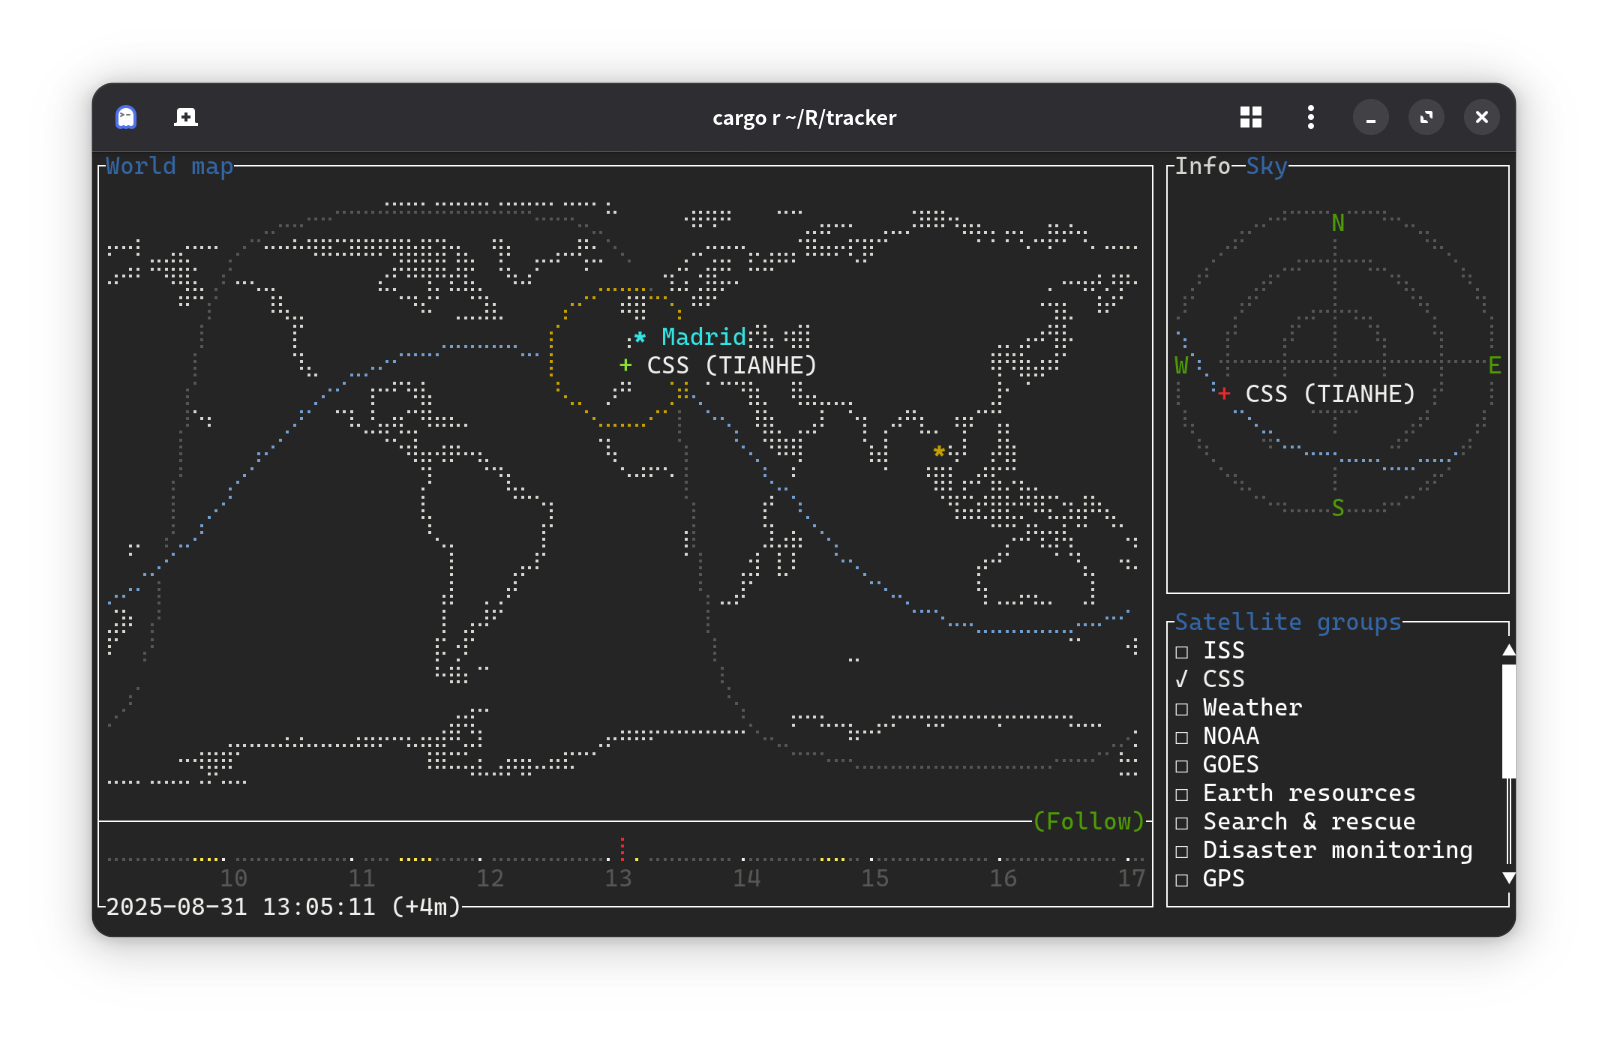 cargo r ~/R/tracker
World map
* Madrid
+ CSS (TIANHE)
*
(Follow)
10 11 12 13 14 15 16 17
2025-08-31 13:05:11 (+4m)
Info Sky
N
W E
+ CSS (TIANHE)
S
Satellite groups
□ ISS
√ CSS
□ Weather
□ NOAA
□ GOES
□ Earth resources
□ Search & rescue
□ Disaster monitoring
□ GPS